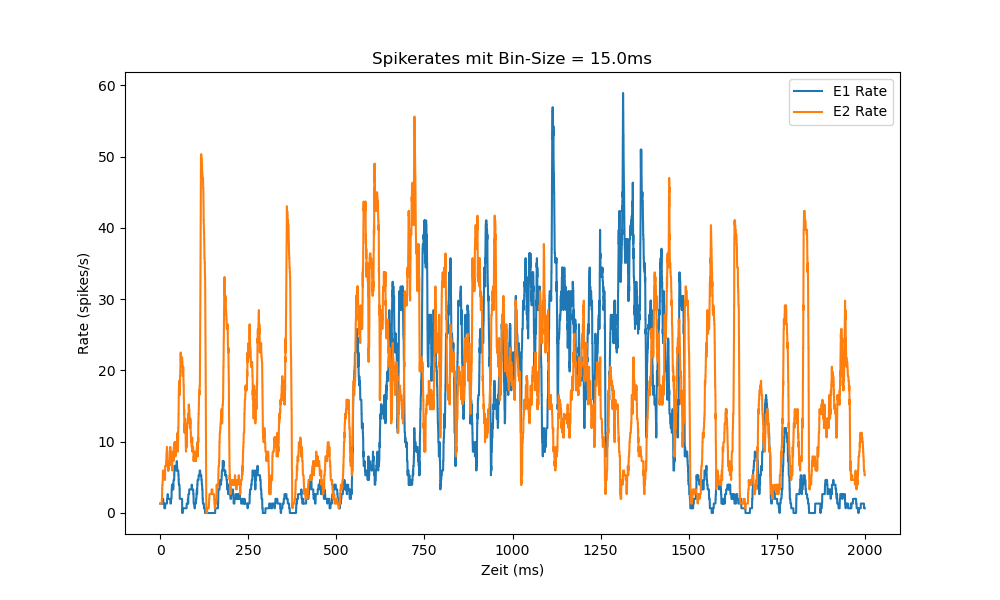 Spikerates mit Bin-Size = 15.0ms
E1 Rate
E2 Rate
Rate (spikes/s)
60
50
40
30
20
10
0
0 250 500 750 1000 1250 1500 1750 2000
Zeit (ms)